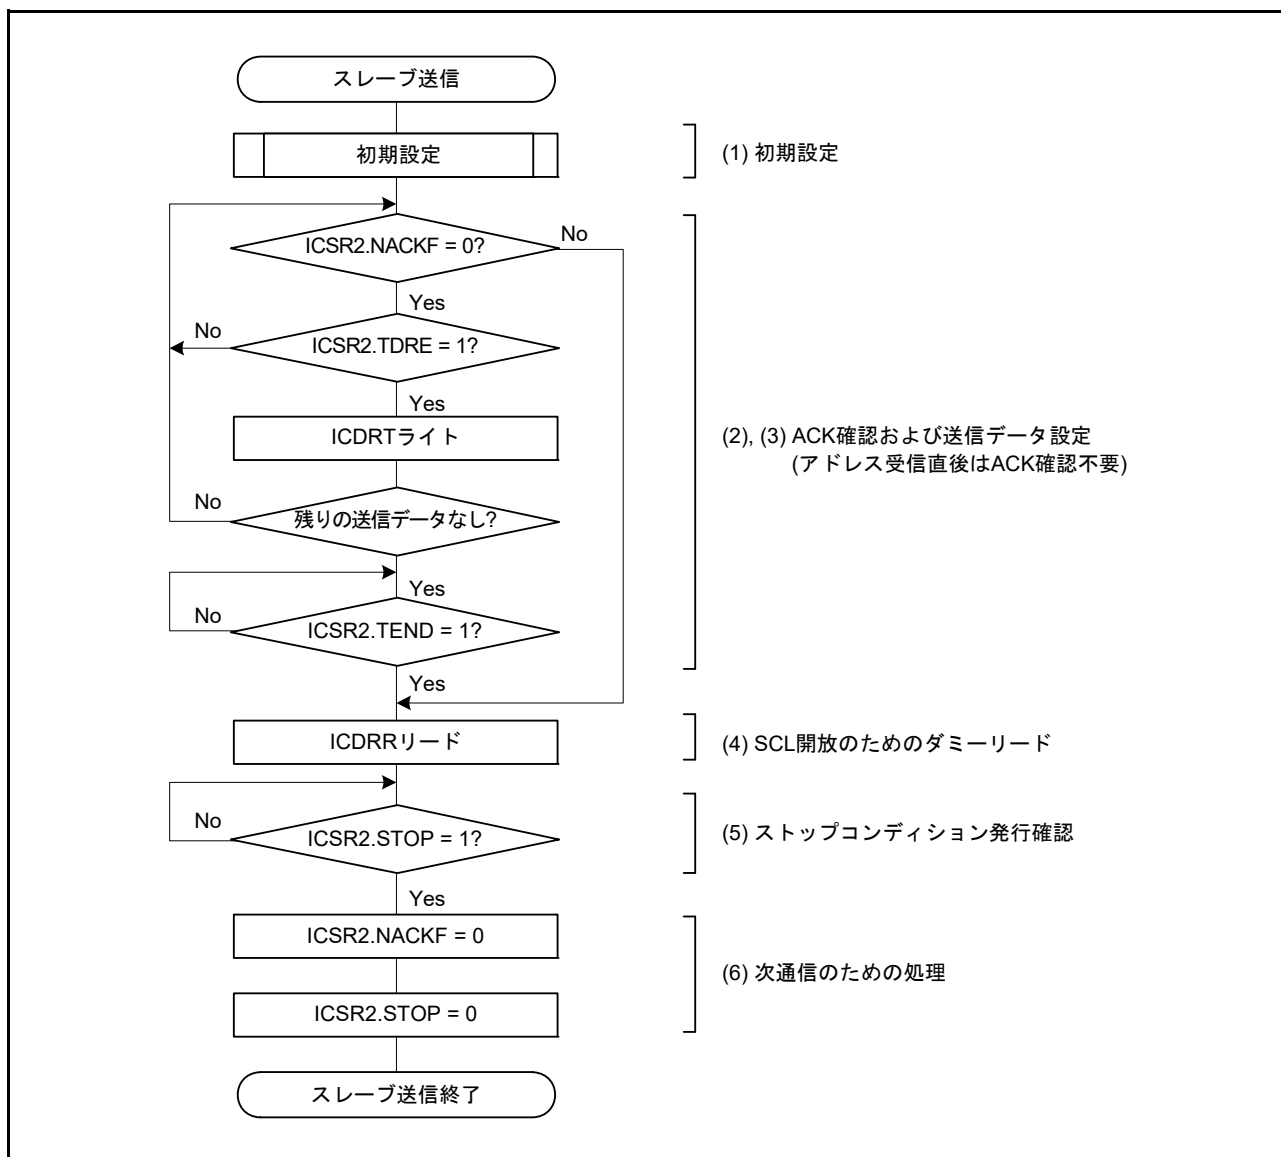 スレーブ送信
初期設定
(1) 初期設定
ICSR2.NACKF = 0?
No
Yes
No
ICSR2.TDRE = 1?
Yes
ICDRTライト
(2), (3) ACK確認および送信データ設定
(アドレス受信直後はACK確認不要)
No
残りの送信データなし?
Yes
No
ICSR2.TEND = 1?
Yes
ICDRRリード
(4) SCL開放のためのダミーリード
No
ICSR2.STOP = 1?
(5) ストップコンディション発行確認
Yes
ICSR2.NACKF = 0
(6) 次通信のための処理
ICSR2.STOP = 0
スレーブ送信終了